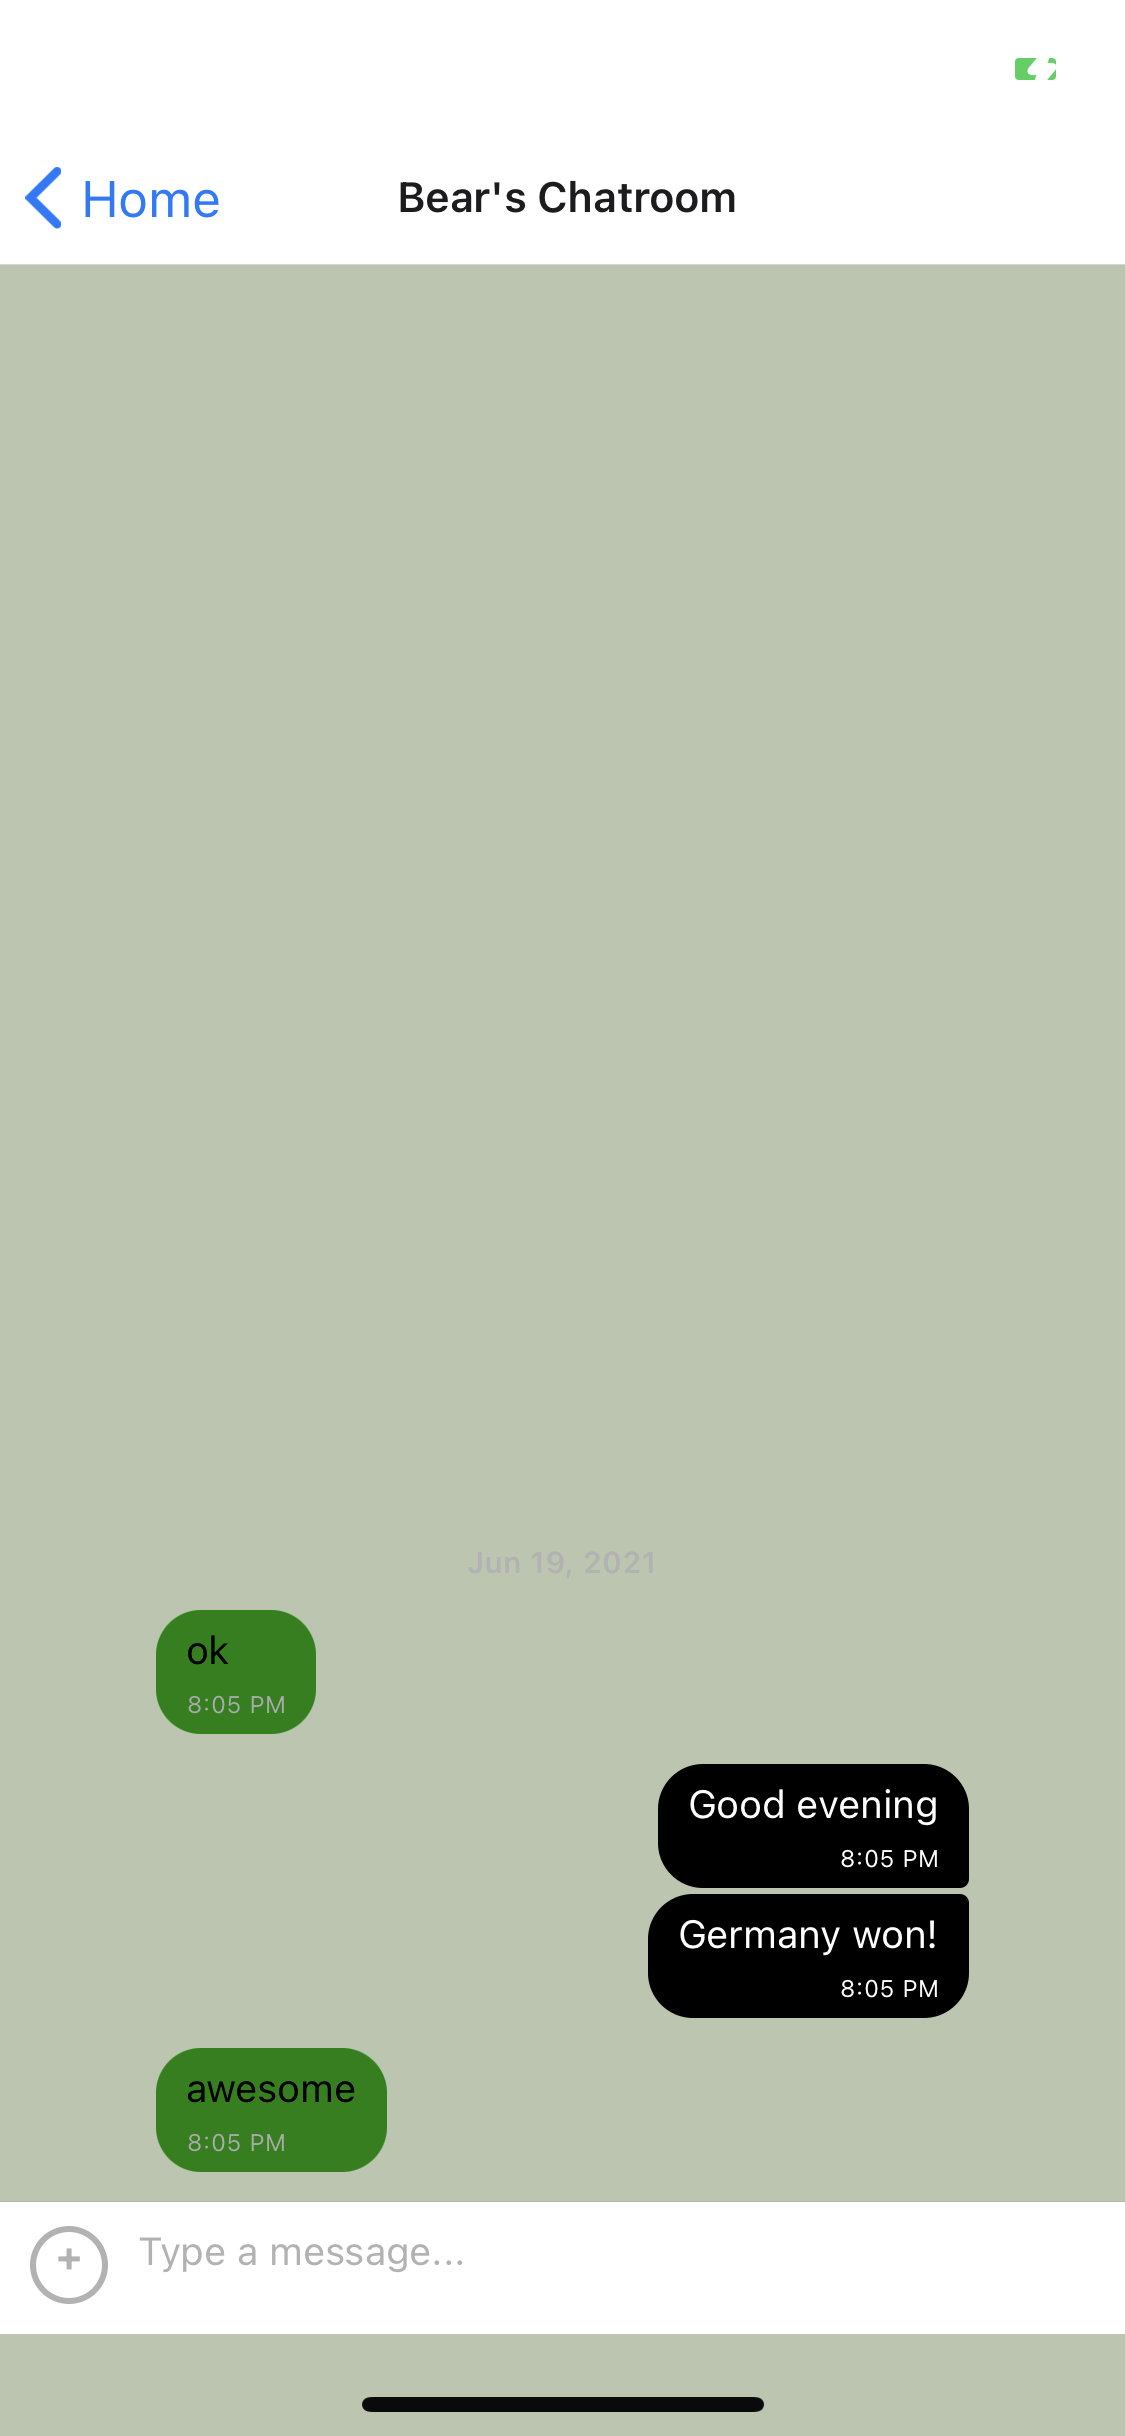 Home
Bear's Chatroom
Jun 19, 2021
ok
8:05 PM
Good evening
8:05 PM
Germany won!
8:05 PM
awesome
8:05 PM
+
Type a message...